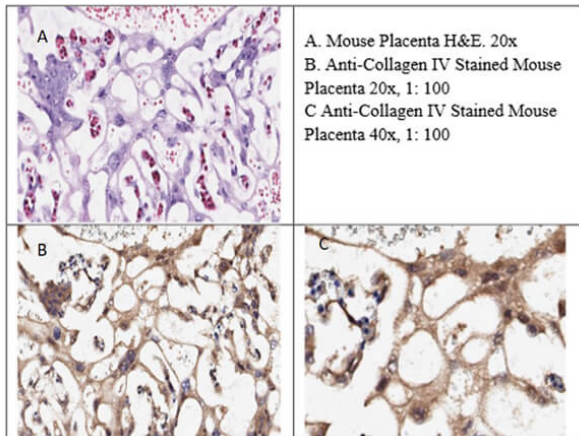 A
A. Mouse Placenta H&E. 20x
B. Anti-Collagen IV Stained Mouse
Placenta 20x, 1: 100
C Anti-Collagen IV Stained Mouse
Placenta 40x, 1: 100
B
C